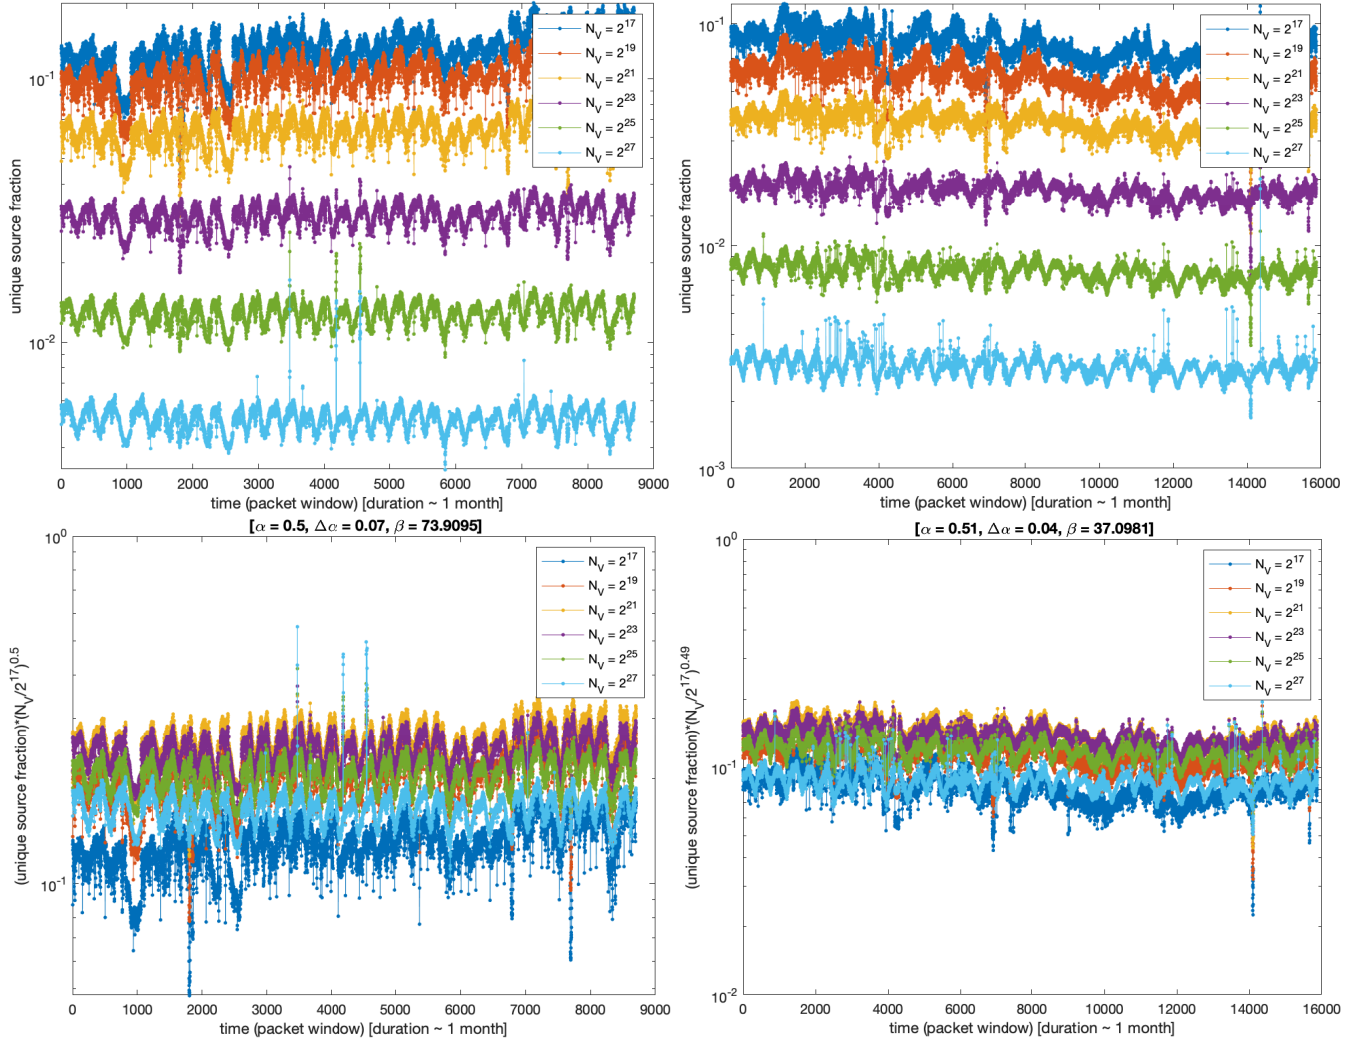 unique source fraction
10^-1
10^-2
0 1000 2000 3000 4000 5000 6000 7000 8000 9000
time (packet window) [duration ~ 1 month]
N_V = 2^17
N_V = 2^19
N_V = 2^21
N_V = 2^23
N_V = 2^25
N_V = 2^27
unique source fraction
10^-1
10^-2
10^-3
0 2000 4000 6000 8000 10000 12000 14000 16000
time (packet window) [duration ~ 1 month]
N_V = 2^17
N_V = 2^19
N_V = 2^21
N_V = 2^23
N_V = 2^25
N_V = 2^27
[α = 0.5, Δα = 0.07, β = 73.9095]
(unique source fraction)*(N_V/2^17)^0.5
10^0
10^-1
0 1000 2000 3000 4000 5000 6000 7000 8000 9000
time (packet window) [duration ~ 1 month]
N_V = 2^17
N_V = 2^19
N_V = 2^21
N_V = 2^23
N_V = 2^25
N_V = 2^27
[α = 0.51, Δα = 0.04, β = 37.0981]
(unique source fraction)*(N_V/2^17)^0.49
10^0
10^-1
10^-2
0 2000 4000 6000 8000 10000 12000 14000 16000
time (packet window) [duration ~ 1 month]
N_V = 2^17
N_V = 2^19
N_V = 2^21
N_V = 2^23
N_V = 2^25
N_V = 2^27